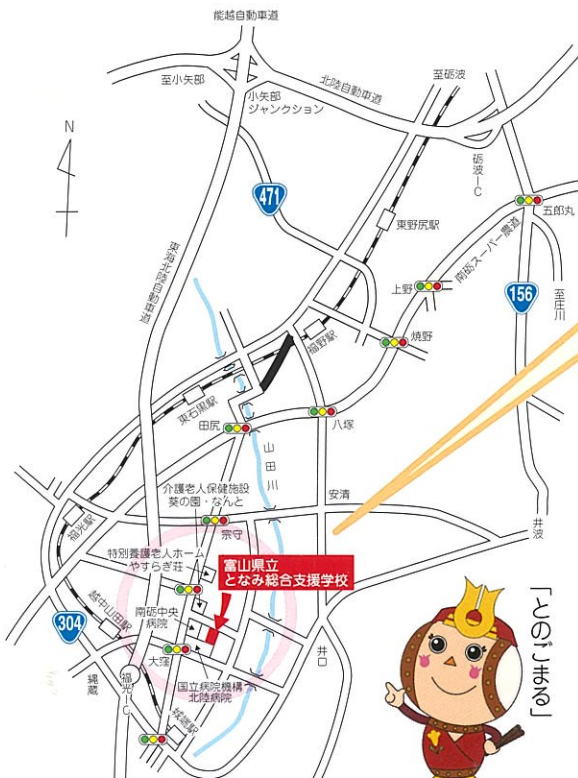 能越自動車道
至小矢部
小矢部
ジャンクション
北陸自動車道
至砺波
砺波IC
N
471
東野尻駅
五郎丸
南砺スーパー農道
上野
156
至庄川
東海北陸自動車道
福野駅
焼野
東石黒駅
田尻
八塚
山田川
介護老人保健施設
葵の園・なんと
安清
井波
宗守
福光駅
特別養護老人ホーム
やすらぎ荘
富山県立
となみ総合支援学校
越中山田駅
304
南砺中央
病院
井口
大窪
縄蔵
福光IC
国立病院機構
北陸病院
城端駅
「とのごまる」